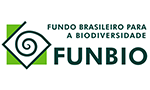 FUNDO BRASILEIRO PARA
A BIODIVERSIDADE
FUNBIO